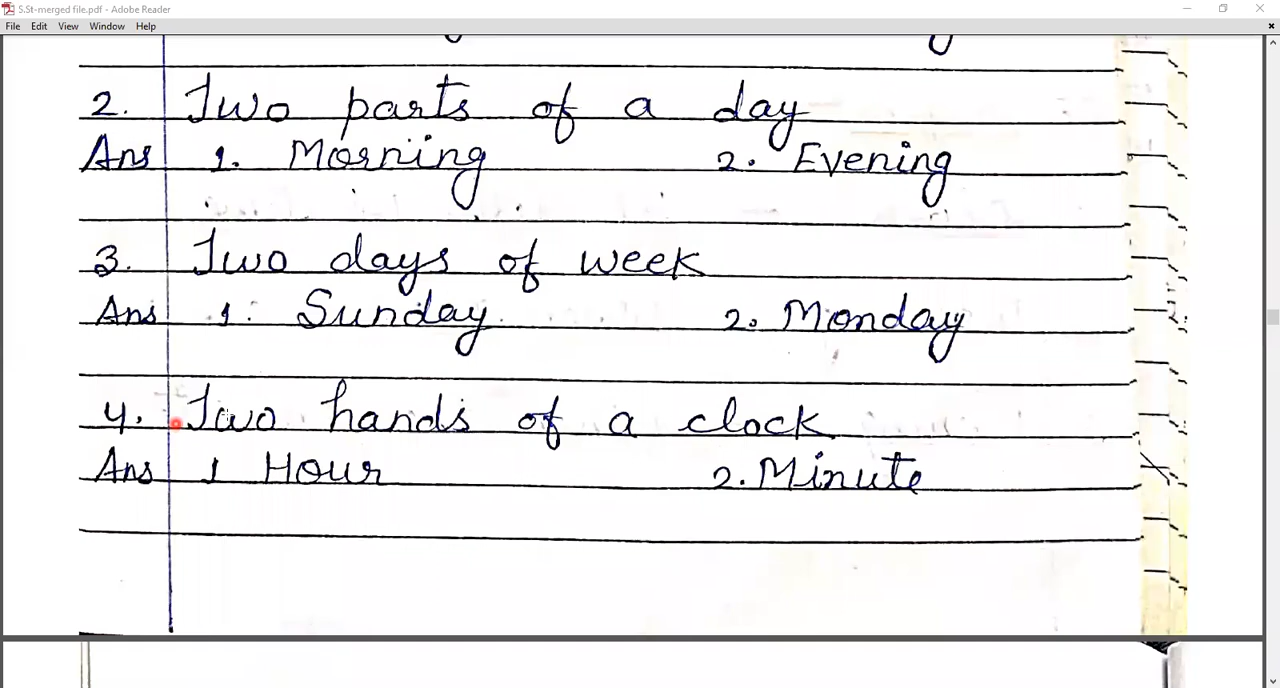 S.St-merged file.pdf - Adobe Reader
File Edit View Window Help
2. Two parts of a day
Ans 1. Morning 2. Evening
3. Two days of week
Ans 1. Sunday 2. Monday
4. Two hands of a clock
Ans 1 Hour 2. Minute